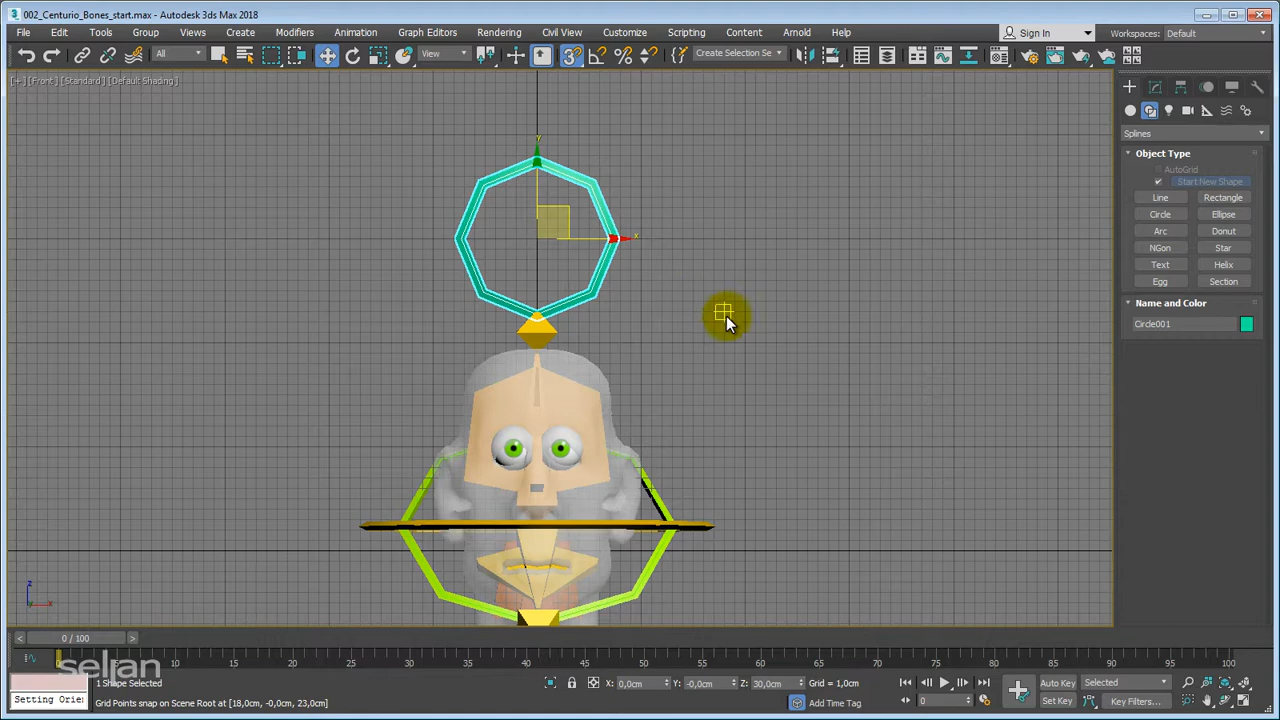 002_Centurio_Bones_start.max - Autodesk 3ds Max 2018
File Edit Tools Group Views Create Modifiers Animation Graph Editors Rendering Civil View Customize Scripting Content Arnold Help Sign In Workspaces: Default
All View Create Selection Se
[+] [Front] [Standard] [Default Shading]
Splines
Object Type
AutoGrid
Start New Shape
Line Rectangle
Circle Ellipse
Arc Donut
NGon Star
Text Helix
Egg Section
Name and Color
Circle001
y
x
z
x
0 / 100
0 5 10 15 20 25 30 35 40 45 50 55 60 65 70 75 80 85 90 95 100
selian
1 Shape Selected
X: 0,0cm Y: -0,0cm Z: 30,0cm Grid = 1,0cm
Auto Key Selected
Setting Orie
Grid Points snap on Scene Root at [18,0cm, -0,0cm, 23,0cm]
Add Time Tag
0
Set Key Key Filters...